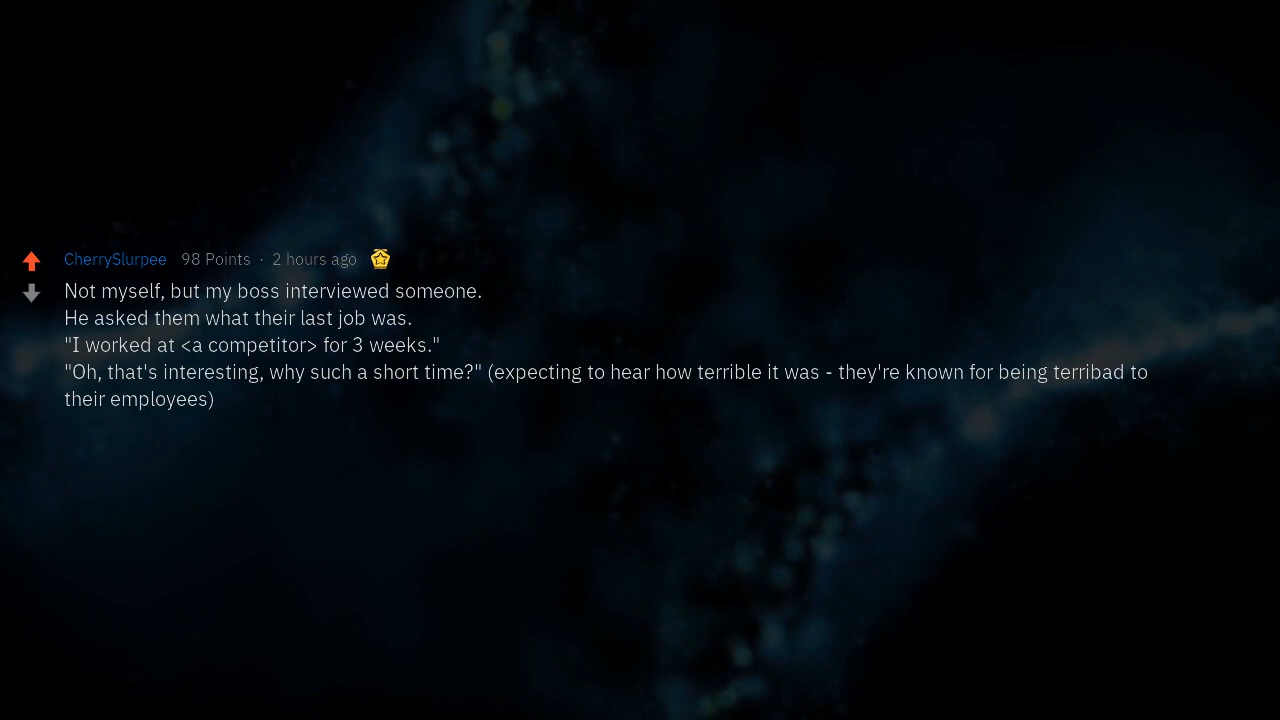 CherrySlurpee 98 Points · 2 hours ago
Not myself, but my boss interviewed someone.
He asked them what their last job was.
"I worked at <a competitor> for 3 weeks."
"Oh, that's interesting, why such a short time?" (expecting to hear how terrible it was - they're known for being terribad to
their employees)